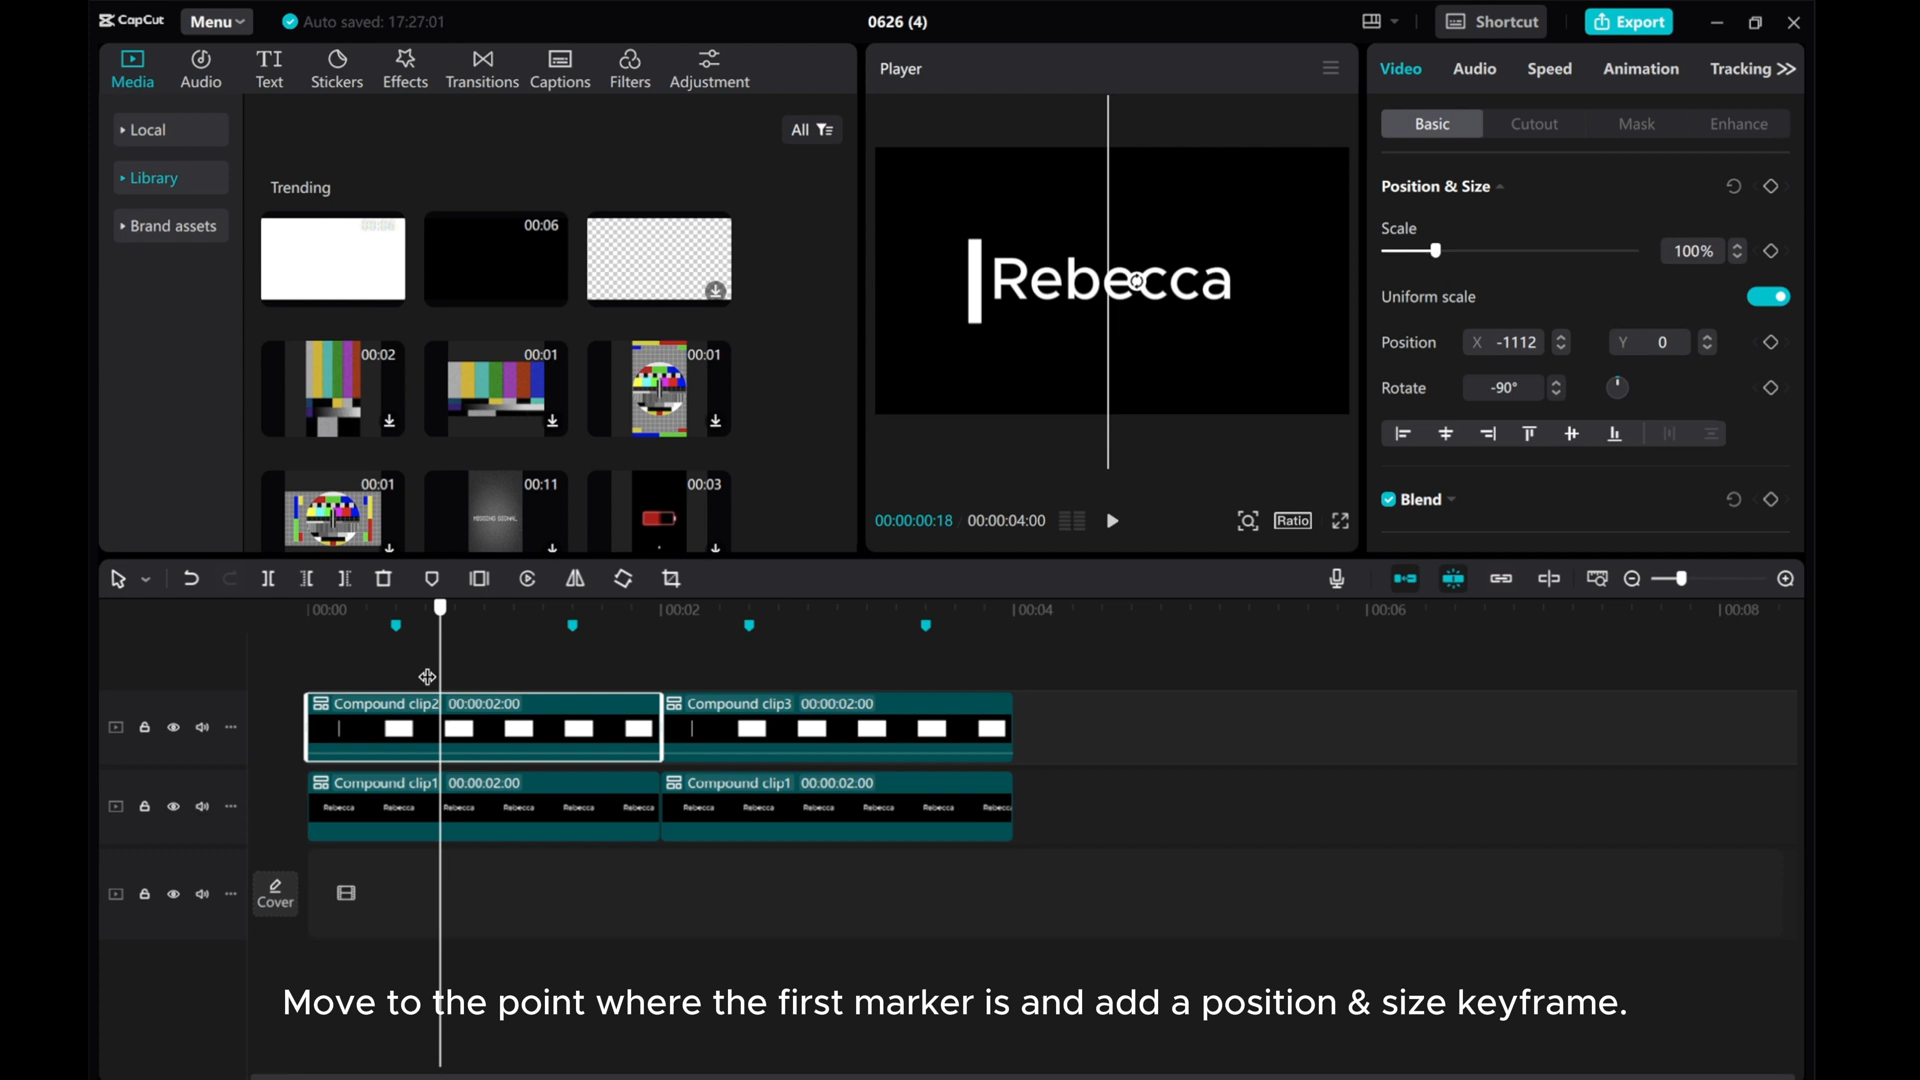 CapCut
Menu
Auto saved: 17:27:01
0626 (4)
Shortcut
Export
Media
Audio
Text
Stickers
Effects
Transitions
Captions
Filters
Adjustment
Local
Library
Brand assets
All
Trending
00:06
00:06
00:02
00:01
00:01
00:01
00:11
MISSING SIGNAL
00:03
Player
Rebecca
00:00:00:18
00:00:04:00
Ratio
Video
Audio
Speed
Animation
Tracking
Basic
Cutout
Mask
Enhance
Position & Size
Scale
100%
Uniform scale
Position
X -1112
Y 0
Rotate
-90°
Blend
00:00
00:02
00:04
00:06
00:08
Compound clip2 00:00:02:00
Compound clip3 00:00:02:00
Compound clip1 00:00:02:00
Rebecca Rebecca Rebecca Rebecca Rebecca Rebecca
Compound clip1 00:00:02:00
Rebecca Rebecca Rebecca Rebecca Rebecca Rebecc
Cover
Move to the point where the first marker is and add a position & size keyframe.